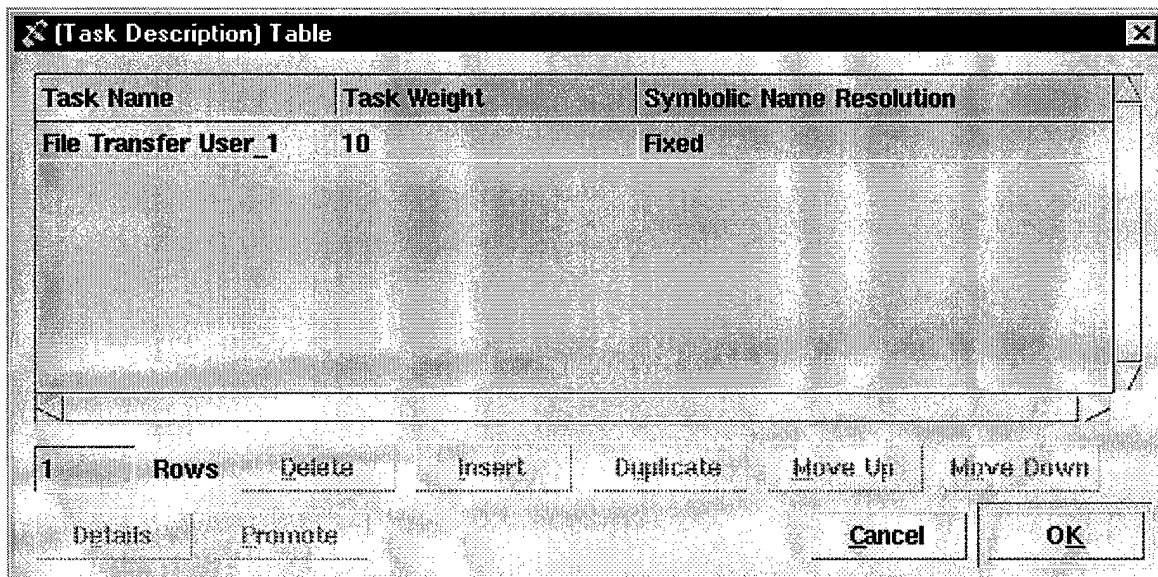 (Task Description) Table
Task Name Task Weight Symbolic Name Resolution
File Transfer User_1 10 Fixed
1 Rows Delete Insert Duplicate Move Up Move Down
Details Promote Cancel OK